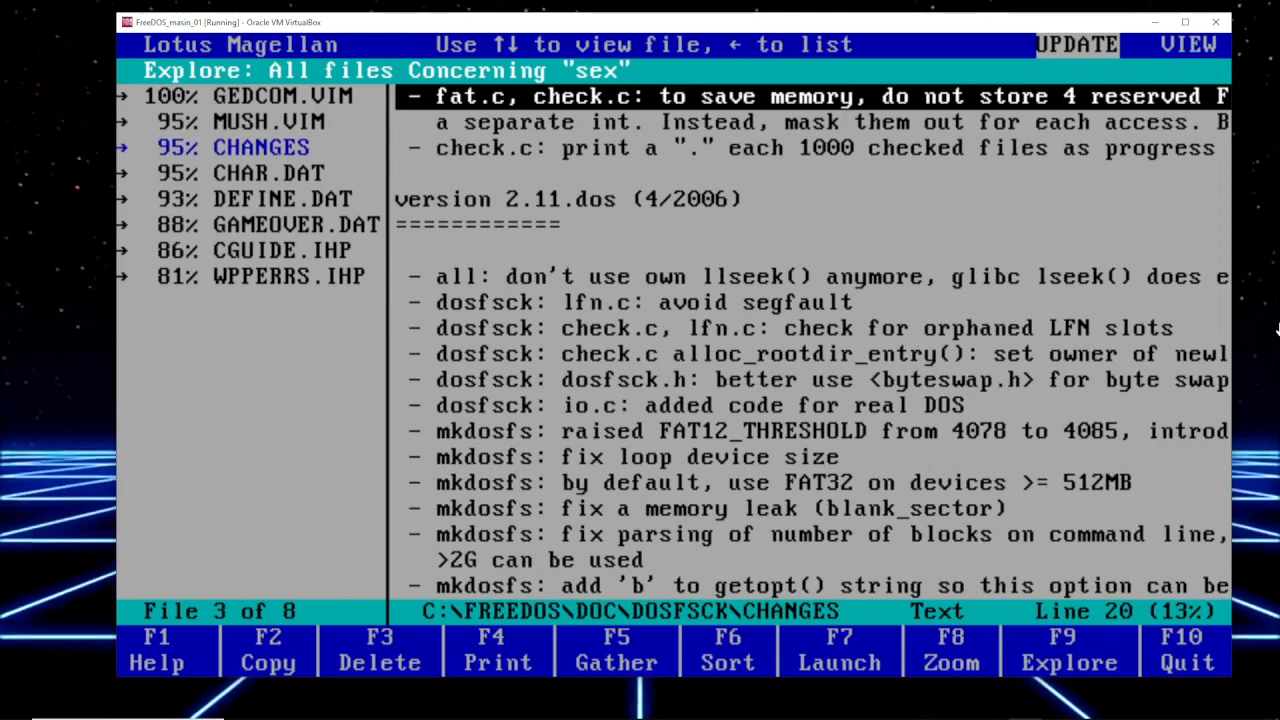 FreeDOS_masin_01 [Running] - Oracle VM VirtualBox
Lotus Magellan Use ↑↓ to view file, ← to list UPDATE VIEW
Explore: All files Concerning "sex"
→ 100% GEDCOM.VIM
→ 95% MUSH.VIM
→ 95% CHANGES
→ 95% CHAR.DAT
→ 93% DEFINE.DAT
→ 88% GAMEOVER.DAT
→ 86% CGUIDE.IHP
→ 81% WPPERRS.IHP
- fat.c, check.c: to save memory, do not store 4 reserved F
a separate int. Instead, mask them out for each access. B
- check.c: print a "." each 1000 checked files as progress
version 2.11.dos (4/2006)
============
- all: don't use own llseek() anymore, glibc lseek() does e
- dosfsck: lfn.c: avoid segfault
- dosfsck: check.c, lfn.c: check for orphaned LFN slots
- dosfsck: check.c alloc_rootdir_entry(): set owner of newl
- dosfsck: dosfsck.h: better use <byteswap.h> for byte swap
- dosfsck: io.c: added code for real DOS
- mkdosfs: raised FAT12_THRESHOLD from 4078 to 4085, introd
- mkdosfs: fix loop device size
- mkdosfs: by default, use FAT32 on devices >= 512MB
- mkdosfs: fix a memory leak (blank_sector)
- mkdosfs: fix parsing of number of blocks on command line,
>2G can be used
- mkdosfs: add 'b' to getopt() string so this option can be
File 3 of 8 C:\FREEDOS\DOC\DOSFSCK\CHANGES Text Line 20 (13%)
F1 F2 F3 F4 F5 F6 F7 F8 F9 F10
Help Copy Delete Print Gather Sort Launch Zoom Explore Quit